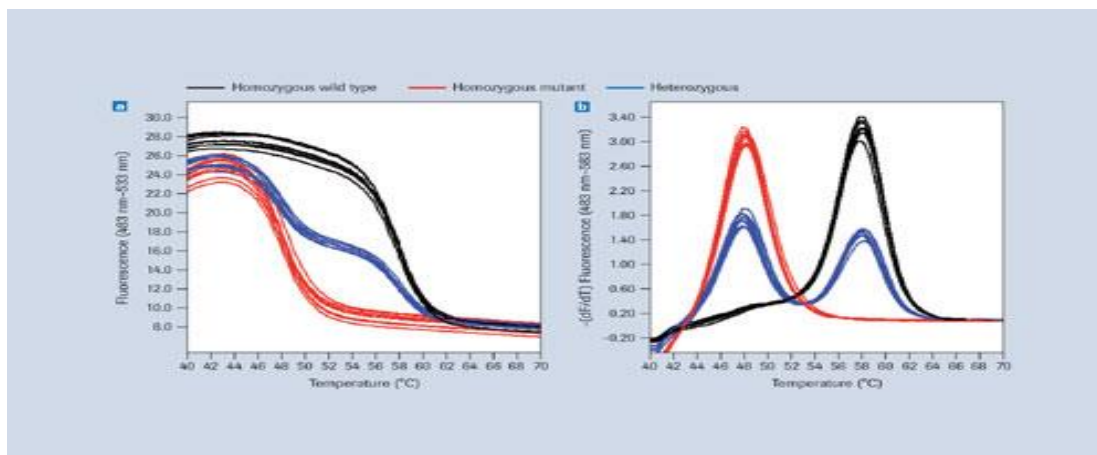 Homozygous wild type Homozygous mutant Heterozygous
a
30.0
28.0
26.0
24.0
22.0
20.0
18.0
16.0
14.0
12.0
10.0
8.0
Fluorescence (483 nm–533 nm)
40 42 44 46 48 50 52 54 56 58 60 62 64 66 68 70
Temperature (°C)
b
3.40
3.00
2.60
2.20
1.80
1.40
1.00
0.60
0.20
-0.20
-(dF/dT) Fluorescence (483 nm–583 nm)
40 42 44 46 48 50 52 54 56 58 60 62 64 66 68 70
Temperature (°C)